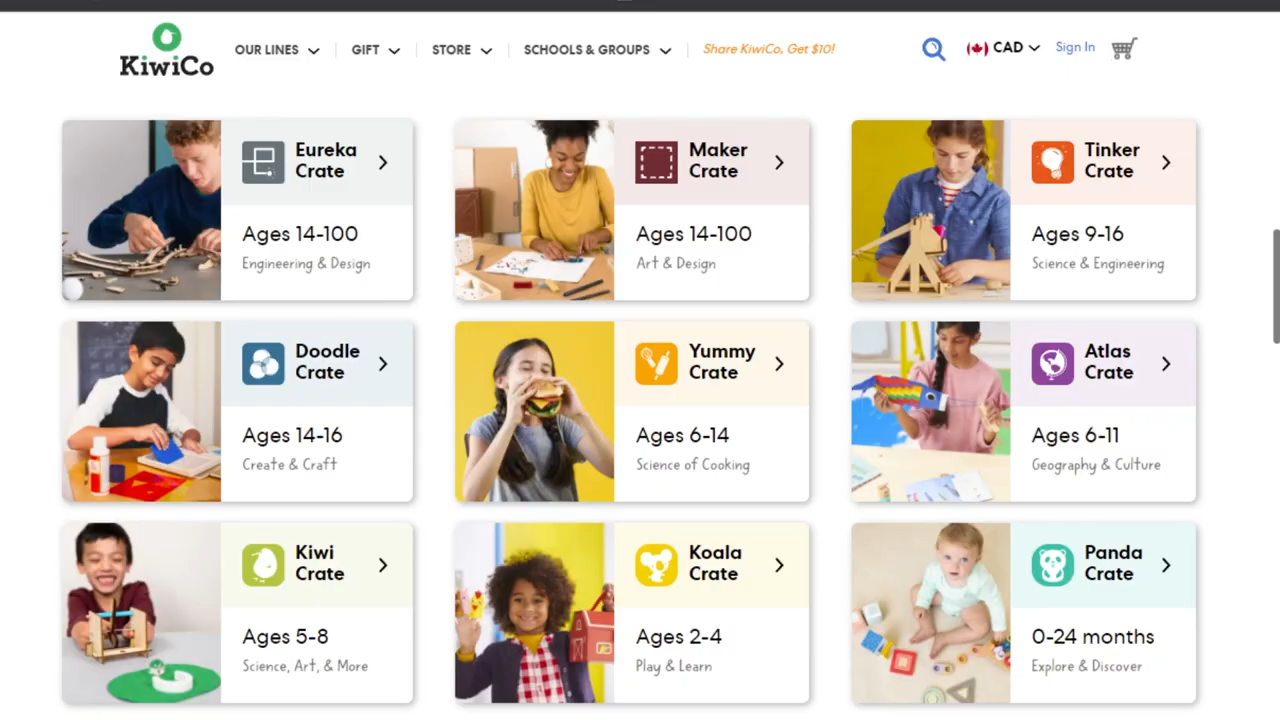 KiwiCo
OUR LINES
GIFT
STORE
SCHOOLS & GROUPS
Share KiwiCo, Get $10!
CAD
Sign In
Eureka
Crate
Ages 14-100
Engineering & Design
Maker
Crate
Ages 14-100
Art & Design
Tinker
Crate
Ages 9-16
Science & Engineering
Doodle
Crate
Ages 14-16
Create & Craft
Yummy
Crate
Ages 6-14
Science of Cooking
Atlas
Crate
Ages 6-11
Geography & Culture
Kiwi
Crate
Ages 5-8
Science, Art, & More
Koala
Crate
Ages 2-4
Play & Learn
Panda
Crate
0-24 months
Explore & Discover